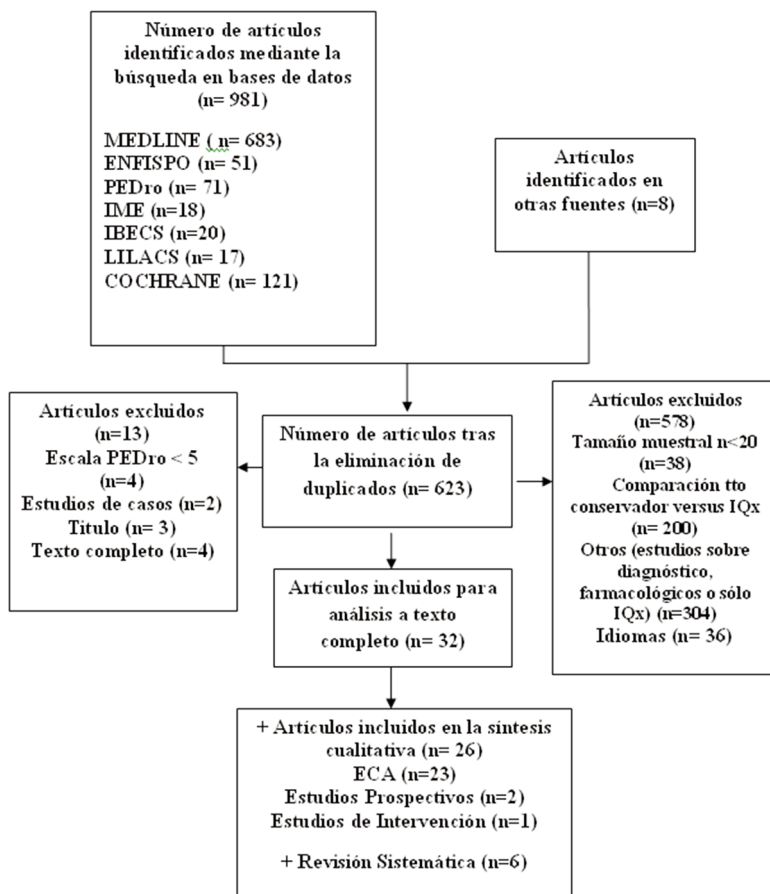 Número de artículos
identificados mediante la
búsqueda en bases de datos
(n= 981)
MEDLINE ( n= 683)
ENFISPO (n= 51)
PEDro (n= 71)
IME (n=18)
IBECS (n=20)
LILACS (n= 17)
COCHRANE (n= 121)
Artículos
identificados en
otras fuentes (n=8)
Artículos excluidos
(n=13)
Escala PEDro < 5
(n=4)
Estudios de casos (n=2)
Titulo (n= 3)
Texto completo (n=4)
Número de artículos tras
la eliminación de
duplicados (n= 623)
Artículos excluidos
(n=578)
Tamaño muestral n<20
(n=38)
Comparación tto
conservador versus IQx
(n= 200)
Otros (estudios sobre
diagnóstico,
farmacológicos o sólo
IQx) (n=304)
Idiomas (n= 36)
Artículos incluidos para
análisis a texto
completo (n= 32)
+ Artículos incluidos en la síntesis
cualitativa (n= 26)
ECA (n=23)
Estudios Prospectivos (n=2)
Estudios de Intervención (n=1)
+ Revisión Sistemática (n=6)